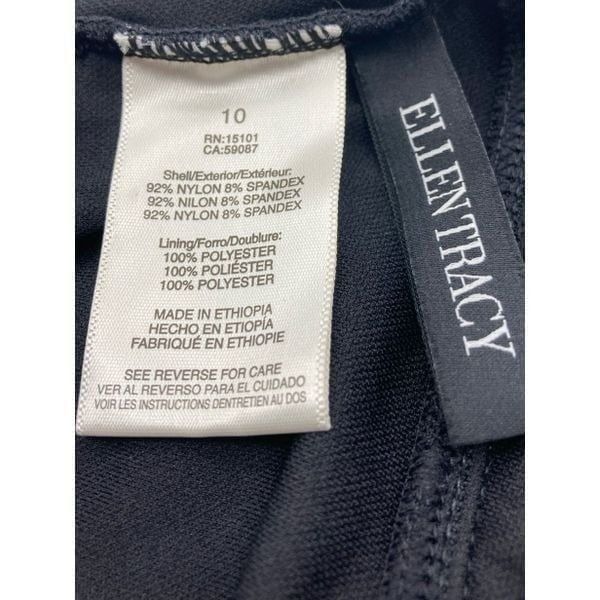 10
RN:15101
CA:59087
Shell/Exterior/Extérieur:
92% NYLON 8% SPANDEX
92% NILON 8% SPANDEX
92% NYLON 8% SPANDEX
Lining/Forro/Doublure:
100% POLYESTER
100% POLIÉSTER
100% POLYESTER
MADE IN ETHIOPIA
HECHO EN ETIOPÍA
FABRIQUÉ EN ETHIOPIE
SEE REVERSE FOR CARE
VER AL REVERSO PARA EL CUIDADO
VOIR LES INSTRUCTIONS DENTRETIEN AU DOS
ELLEN TRACY